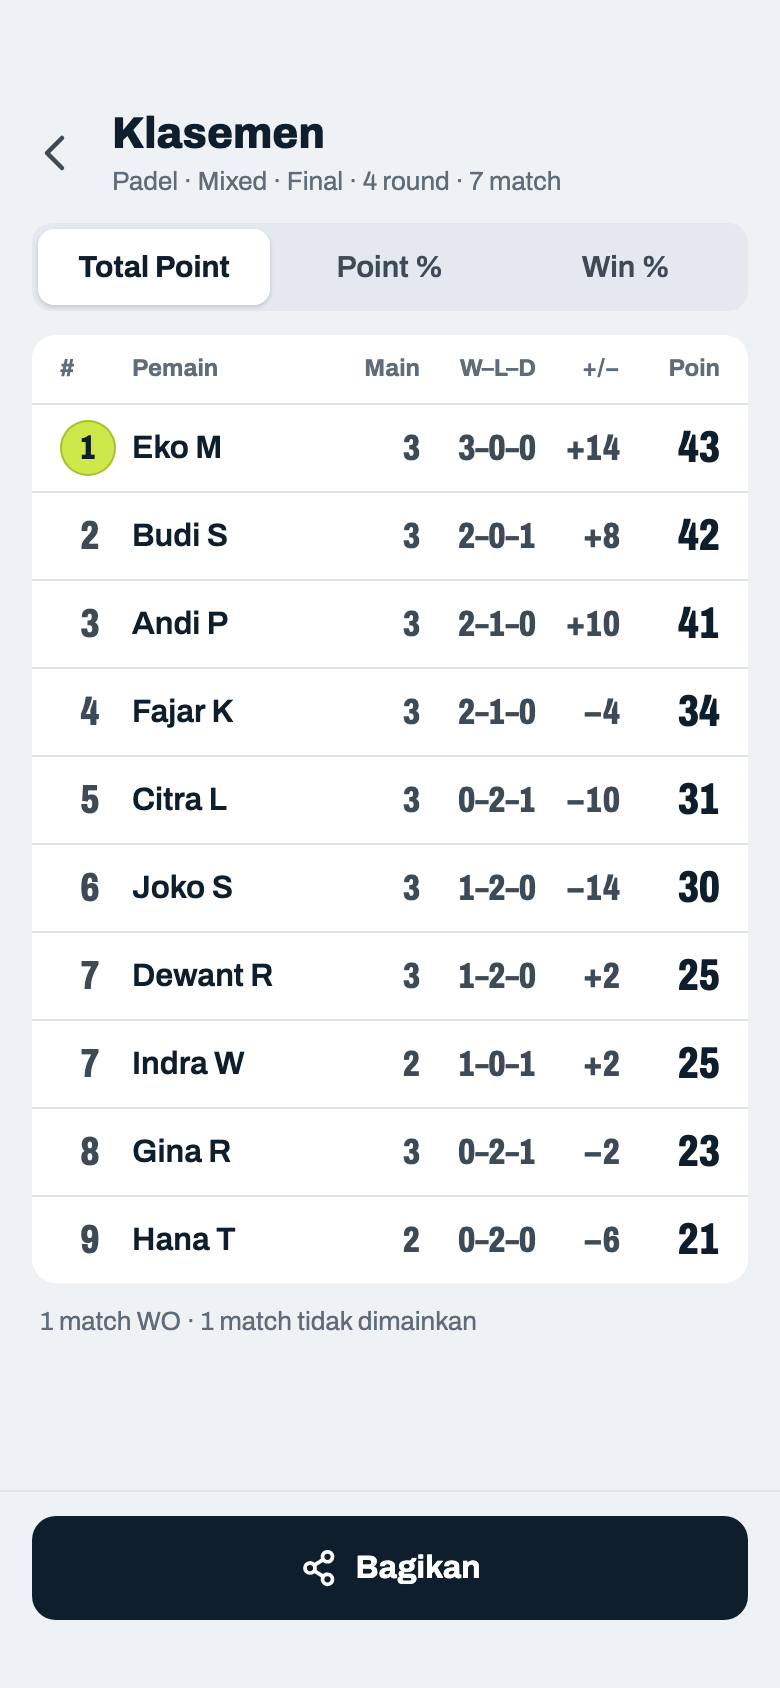 Klasemen
Padel · Mixed · Final · 4 round · 7 match
Total Point Point % Win %
# Pemain Main W–L–D +/− Poin
1 Eko M 3 3–0–0 +14 43
2 Budi S 3 2–0–1 +8 42
3 Andi P 3 2–1–0 +10 41
4 Fajar K 3 2–1–0 −4 34
5 Citra L 3 0–2–1 −10 31
6 Joko S 3 1–2–0 −14 30
7 Dewant R 3 1–2–0 +2 25
7 Indra W 2 1–0–1 +2 25
8 Gina R 3 0–2–1 −2 23
9 Hana T 2 0–2–0 −6 21
1 match WO · 1 match tidak dimainkan
Bagikan